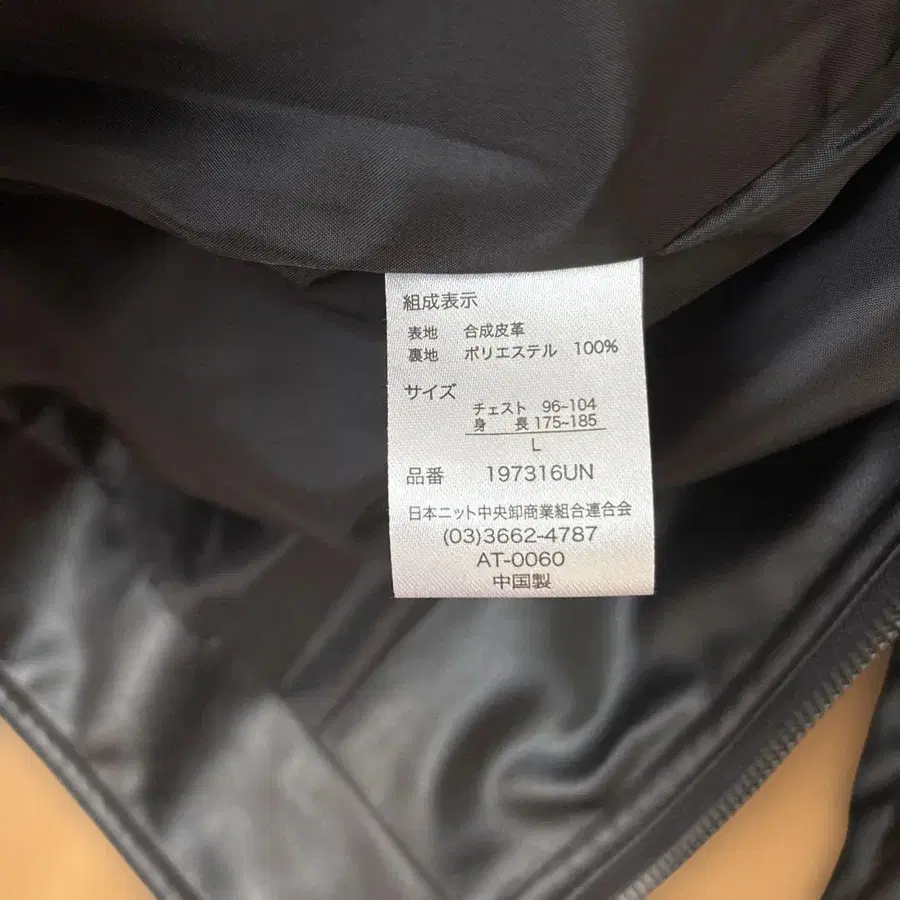 組成表示
表地 合成皮革
裏地 ポリエステル 100%
サイズ
チェスト 96~104
身 長 175~185
L
品番 197316UN
日本ニット中央卸商業組合連合会
(03)3662-4787
AT-0060
中国製